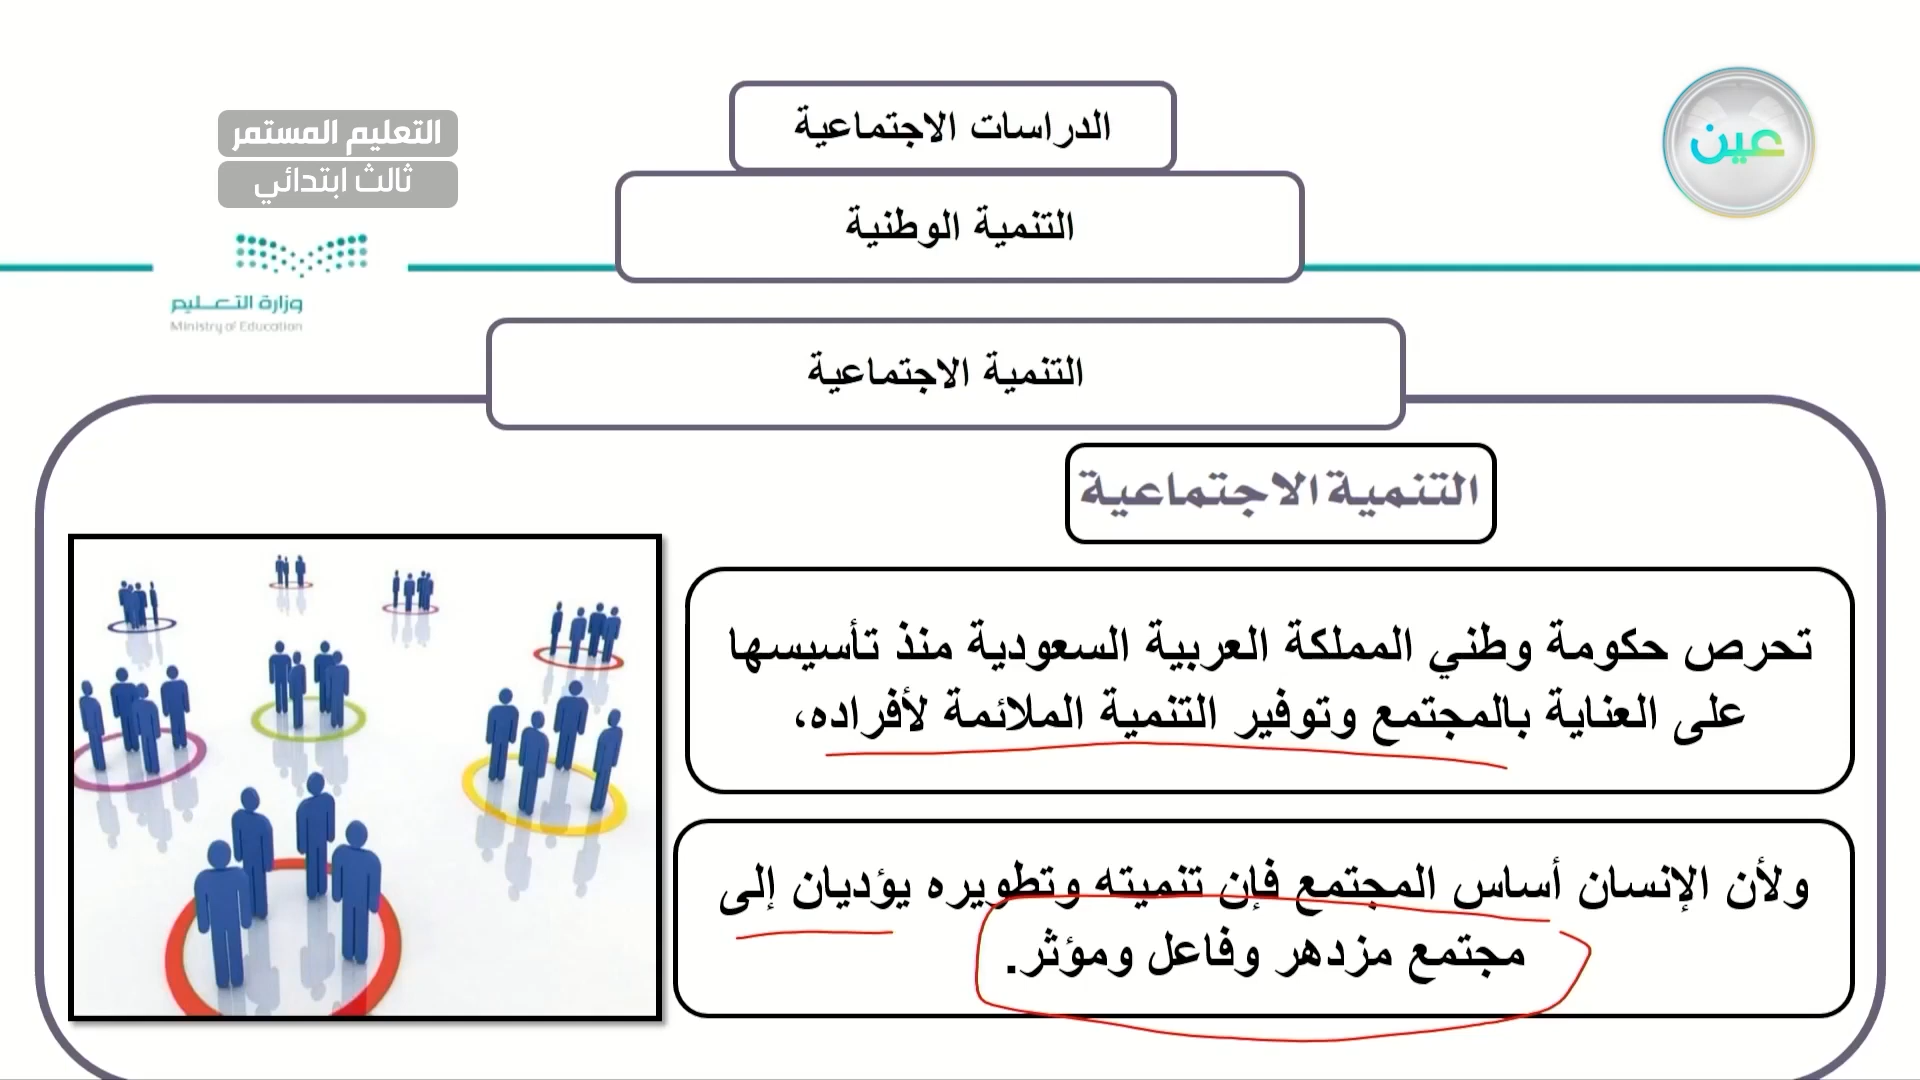 الدراسات الاجتماعية
عين
التعليم المستمر
ثالث ابتدائي
التنمية الوطنية
وزارة التعليم
Ministry of Education
التنمية الاجتماعية
التنمية الاجتماعية
تحرص حكومة وطني المملكة العربية السعودية منذ تأسيسها
على العناية بالمجتمع وتوفير التنمية الملائمة لأفراده،
ولأن الإنسان أساس المجتمع فإن تنميته وتطويره يؤديان إلى
مجتمع مزدهر وفاعل ومؤثر.